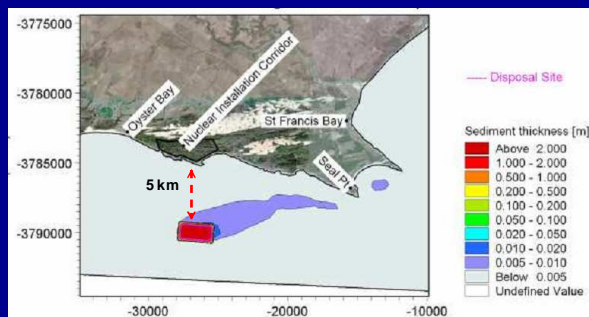 -3775000
-3780000
-3785000
-3790000
-30000
-20000
-10000
Oyster Bay
Nuclear Installation Corridor
St Francis Bay
Seal Pt
5 km
Disposal Site
Sediment thickness [m]
Above 2.000
1.000 - 2.000
0.500 - 1.000
0.200 - 0.500
0.100 - 0.200
0.050 - 0.100
0.020 - 0.050
0.010 - 0.020
0.005 - 0.010
Below 0.005
Undefined Value